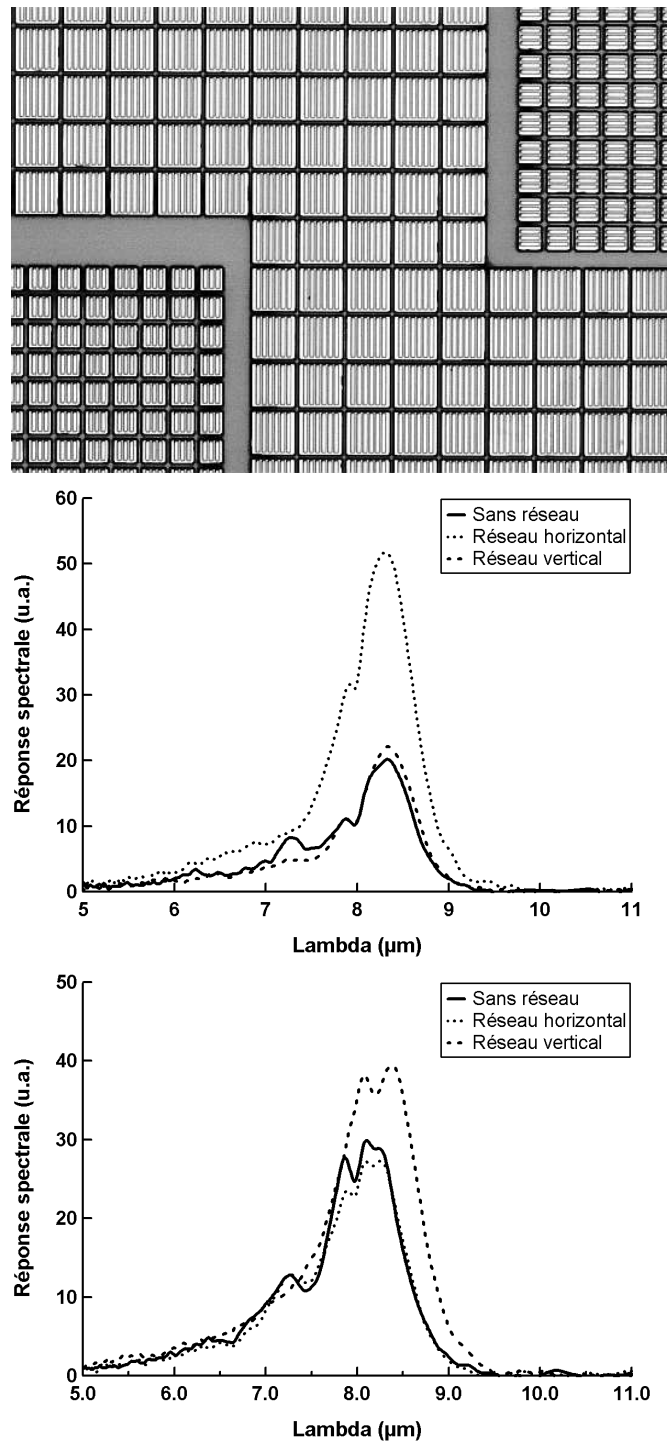 60
50
40
30
20
10
0
Réponse spectrale (u.a.)
Sans réseau
Réseau horizontal
Réseau vertical
5 6 7 8 9 10 11
Lambda (µm)
50
40
30
20
10
0
Réponse spectrale (u.a.)
Sans réseau
Réseau horizontal
Réseau vertical
5.0 6.0 7.0 8.0 9.0 10.0 11.0
Lambda (µm)